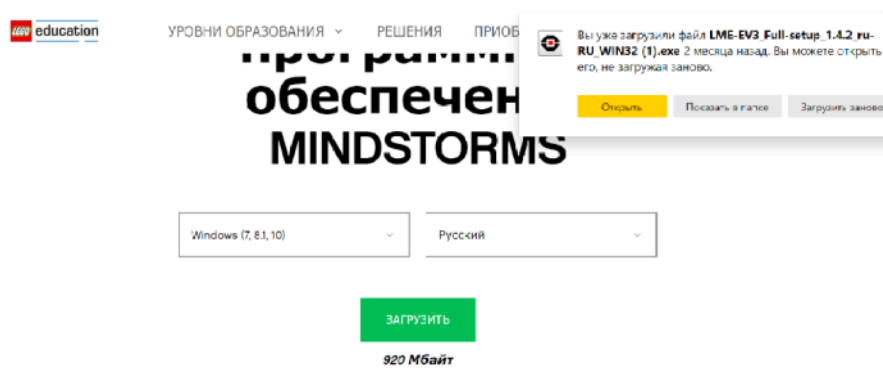 LEGO education
УРОВНИ ОБРАЗОВАНИЯ
РЕШЕНИЯ
ПРИОБ
обеспечен
MINDSTORMS
Вы уже загрузили файл LME-EV3_Full-setup_1.4.2_ru-
RU_WIN32 (1).exe 2 месяца назад. Вы можете открыть
его, не загружая заново.
Открыть
Показать в папке
Загрузить заново
Windows (7, 8.1, 10)
Русский
ЗАГРУЗИТЬ
920 Мбайт